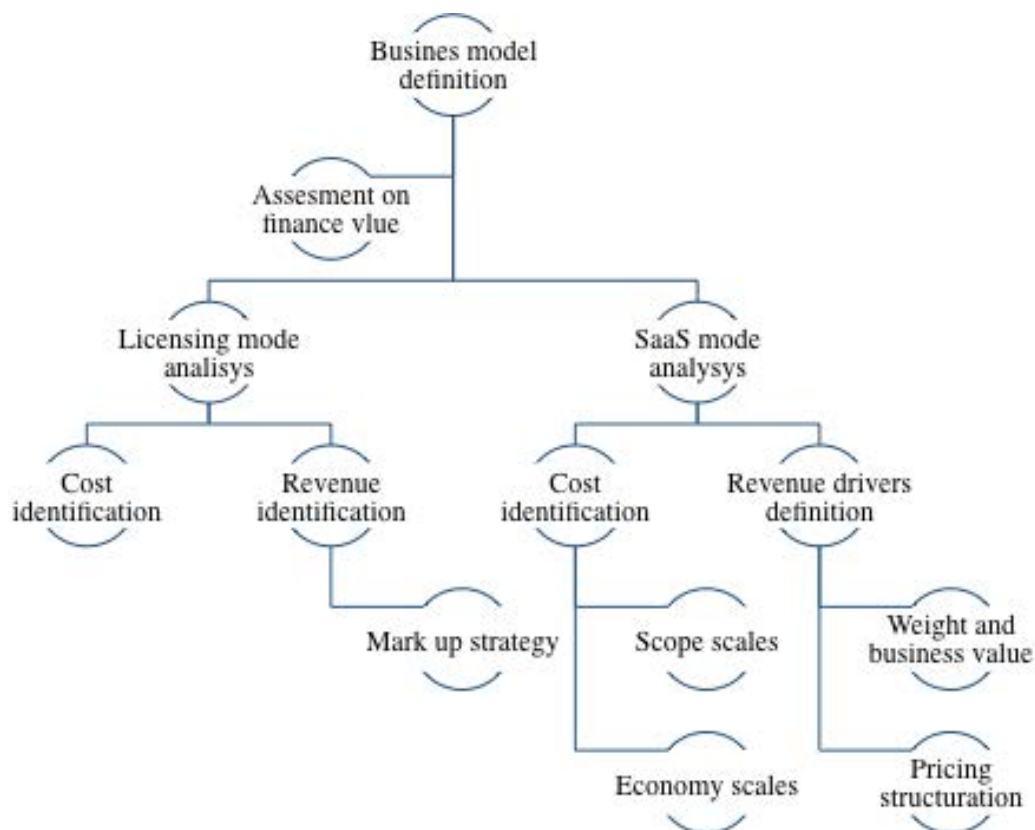 Busines model
definition
Assesment on
finance vlue
Licensing mode
analisys
SaaS mode
analysys
Cost
identification
Revenue
identification
Cost
identification
Revenue drivers
definition
Mark up strategy
Scope scales
Weight and
business value
Economy scales
Pricing
structuration